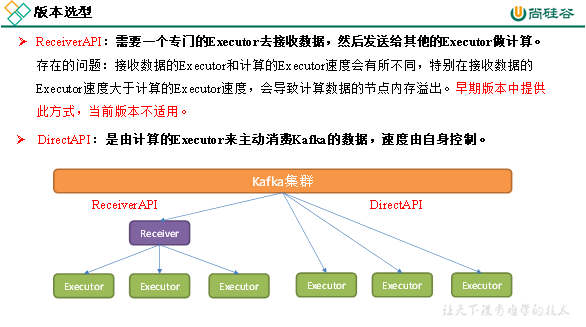 版本选型
尚硅谷
ReceiverAPI：需要一个专门的Executor去接收数据，然后发送给其他的Executor做计算。
存在的问题：接收数据的Executor和计算的Executor速度会有所不同，特别在接收数据的
Executor速度大于计算的Executor速度，会导致计算数据的节点内存溢出。早期版本中提供
此方式，当前版本不适用。
DirectAPI：是由计算的Executor来主动消费Kafka的数据，速度由自身控制。
Kafka集群
ReceiverAPI
DirectAPI
Receiver
Executor
Executor
Executor
Executor
Executor
Executor
让天下没有难学的技术